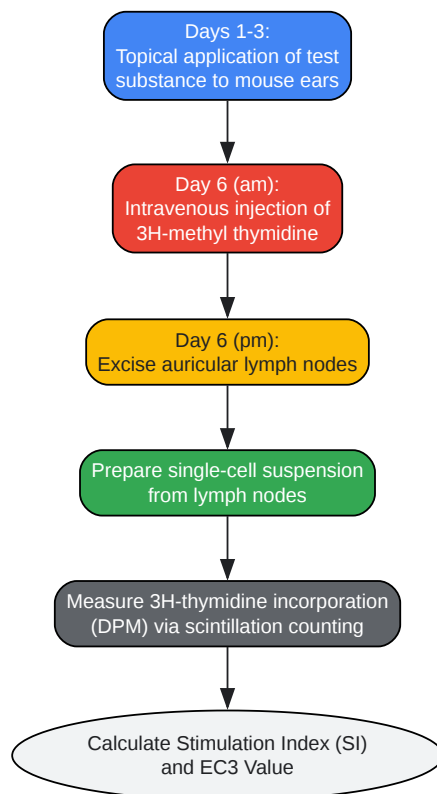 Days 1-3:
Topical application of test
substance to mouse ears
Day 6 (am):
Intravenous injection of
3H-methyl thymidine
Day 6 (pm):
Excise auricular lymph nodes
Prepare single-cell suspension
from lymph nodes
Measure 3H-thymidine incorporation
(DPM) via scintillation counting
Calculate Stimulation Index (SI)
and EC3 Value